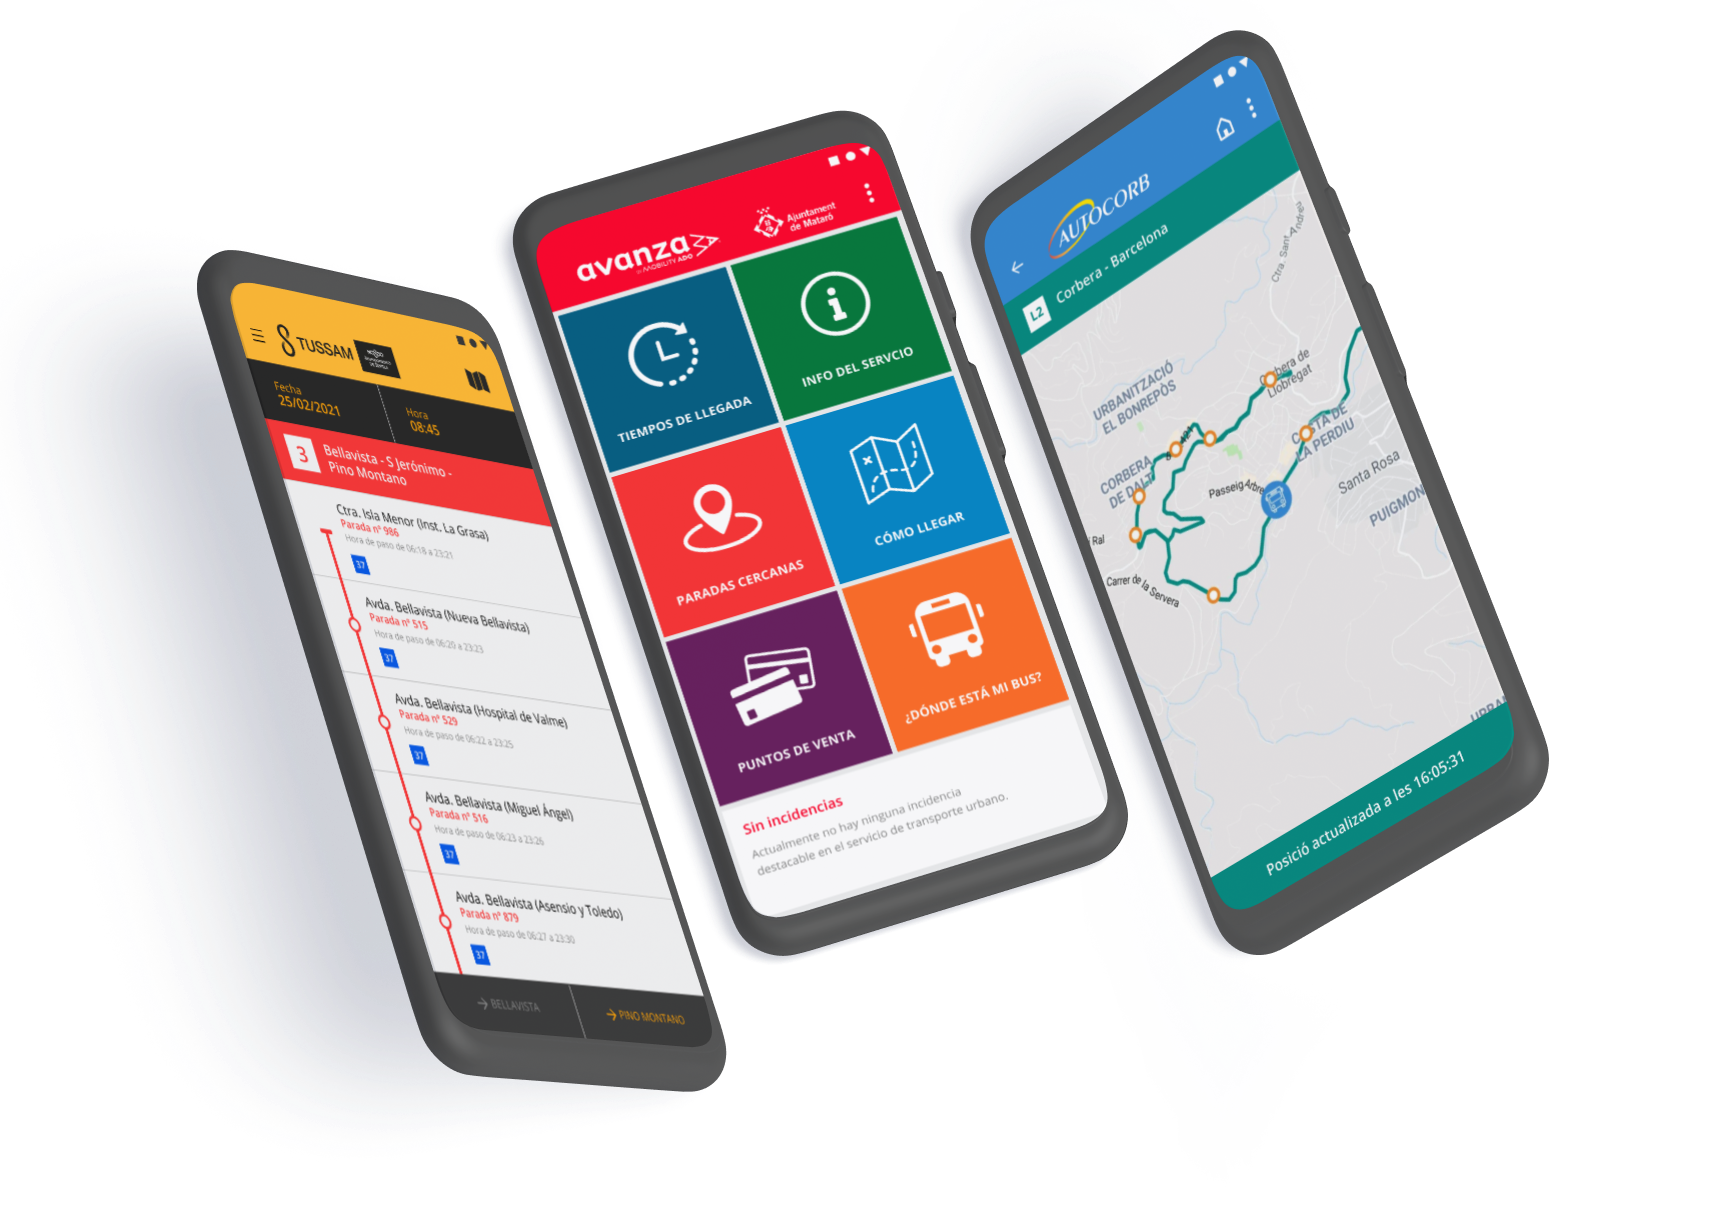 TUSSAM
Fecha
25/02/2021
Hora
08:45
3
Bellavista - S Jerónimo -
Pino Montano
Ctra. Isla Menor (Inst. La Grasa)
Parada nº 986
Hora de paso de 06:18 a 23:21
37
Avda. Bellavista (Nueva Bellavista)
Parada nº 515
Hora de paso de 06:20 a 23:23
37
Avda. Bellavista (Hospital de Valme)
Parada nº 529
Hora de paso de 06:22 a 23:25
37
Avda. Bellavista (Miguel Ángel)
Parada nº 516
Hora de paso de 06:23 a 23:26
37
Avda. Bellavista (Asensio y Toledo)
Parada nº 879
Hora de paso de 06:27 a 23:30
37
BELLAVISTA
PINO MONTANO
avanza
BY MOBILITY ADO
Ajuntament
de Mataró
TIEMPOS DE LLEGADA
INFO DEL SERVCIO
PARADAS CERCANAS
CÓMO LLEGAR
PUNTOS DE VENTA
¿DÓNDE ESTÁ MI BUS?
Sin incidencias
Actualmente no hay ninguna incidencia
destacable en el servicio de transporte urbano.
AUTOCORB
L2
Corbera - Barcelona
Ctra. Sant Andreu
URBANITZACIÓ
EL BONREPÒS
Corbera de
Llobregat
COSTA DE
LA PERDIU
CORBERA
DE DALT
Passeig Arbre
Santa Rosa
PUIGMON
Ral
Carrer de la Servera
URBAN
Posició actualizada a les 16:05:31